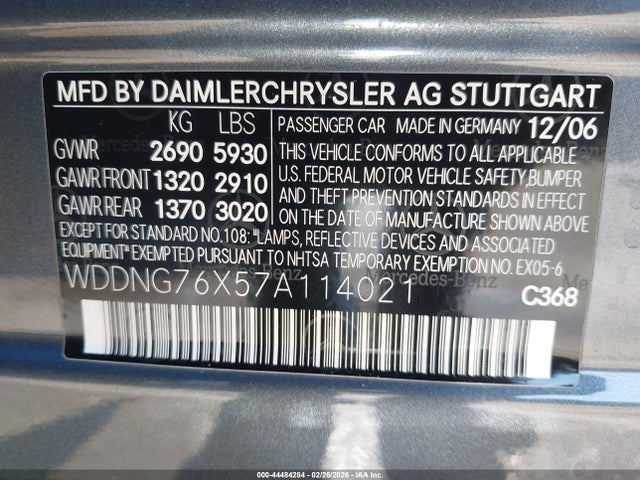 MFD BY DAIMLERCHRYSLER AG STUTTGART
KG LBS PASSENGER CAR MADE IN GERMANY 12/06
GVWR 2690 5930 THIS VEHICLE CONFORMS TO ALL APPLICABLE
GAWR FRONT 1320 2910 U.S. FEDERAL MOTOR VEHICLE SAFETY, BUMPER
GAWR REAR 1370 3020 AND THEFT PREVENTION STANDARDS IN EFFECT
ON THE DATE OF MANUFACTURE SHOWN ABOVE.
EXCEPT FOR STANDARD NO.108: "LAMPS, REFLECTIVE DEVICES AND ASSOCIATED
EQUIPMENT" EXEMPTED PURSUANT TO NHTSA TEMPORARY EXEMPTION NO. EX05-6
WDDNG76X57A114021
C368
Mercedes-Benz
000-44484284 - 02/26/2026 - IAA Corp.